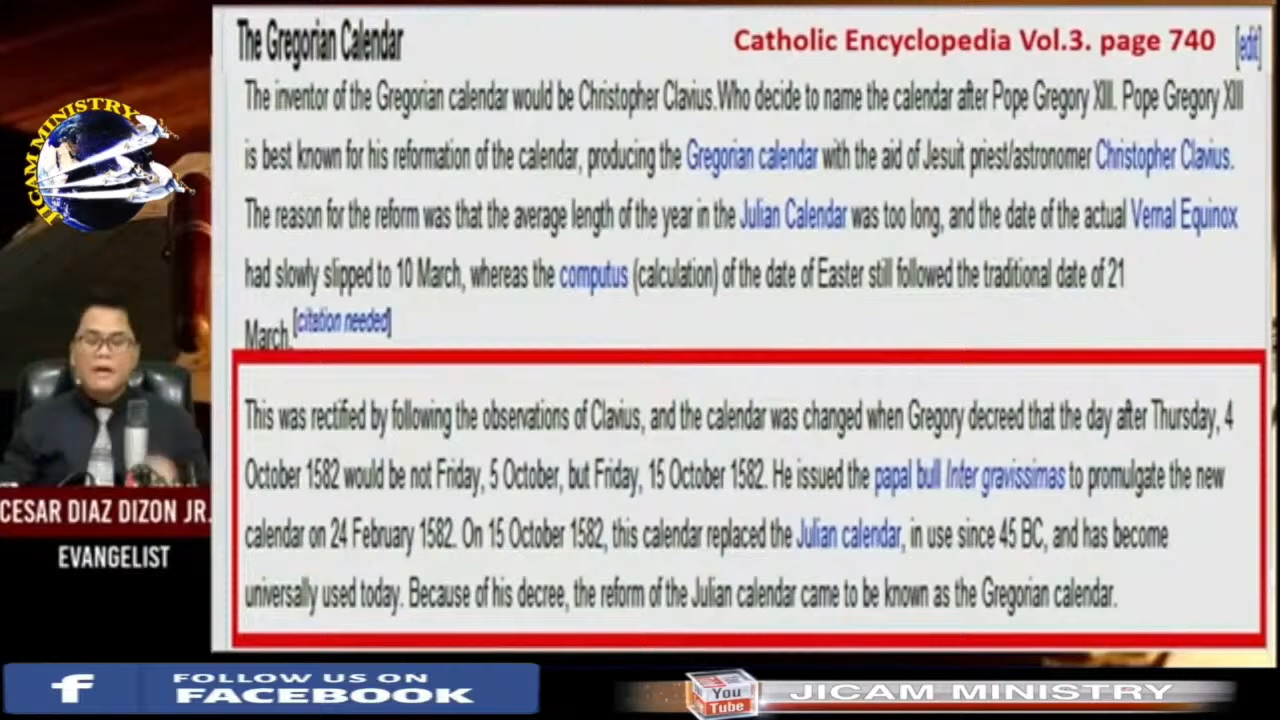 The Gregorian Calendar
Catholic Encyclopedia Vol.3. page 740
[edit]
The inventor of the Gregorian calendar would be Christopher Clavius.Who decide to name the calendar after Pope Gregory XIII. Pope Gregory XIII
is best known for his reformation of the calendar, producing the Gregorian calendar with the aid of Jesuit priest/astronomer Christopher Clavius.
The reason for the reform was that the average length of the year in the Julian Calendar was too long, and the date of the actual Vernal Equinox
had slowly slipped to 10 March, whereas the computus (calculation) of the date of Easter still followed the traditional date of 21
March.[citation needed]
This was rectified by following the observations of Clavius, and the calendar was changed when Gregory decreed that the day after Thursday, 4
October 1582 would be not Friday, 5 October, but Friday, 15 October 1582. He issued the papal bull Inter gravissimas to promulgate the new
calendar on 24 February 1582. On 15 October 1582, this calendar replaced the Julian calendar, in use since 45 BC, and has become
universally used today. Because of his decree, the reform of the Julian calendar came to be known as the Gregorian calendar.
JICAM MINISTRY
CESAR DIAZ DIZON JR.
EVANGELIST
f
FOLLOW US ON
FACEBOOK
You
Tube
JICAM MINISTRY